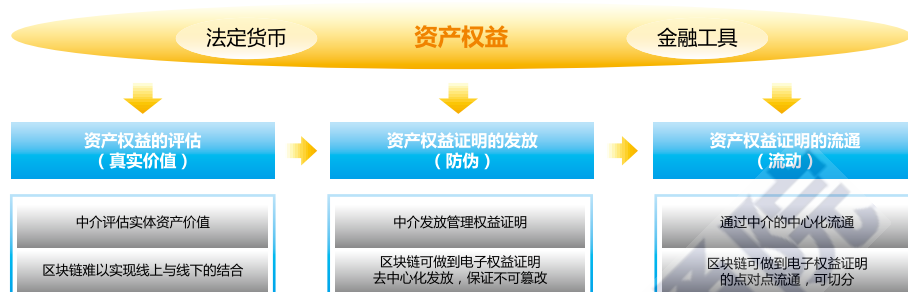 法定货币
资产权益
金融工具
资产权益的评估
（真实价值）
资产权益证明的发放
（防伪）
资产权益证明的流通
（流动）
中介评估实体资产价值
中介发放管理权益证明
通过中介的中心化流通
区块链难以实现线上与线下的结合
区块链可做到电子权益证明
去中心化发放，保证不可篡改
区块链可做到电子权益证明
的点对点流通，可切分